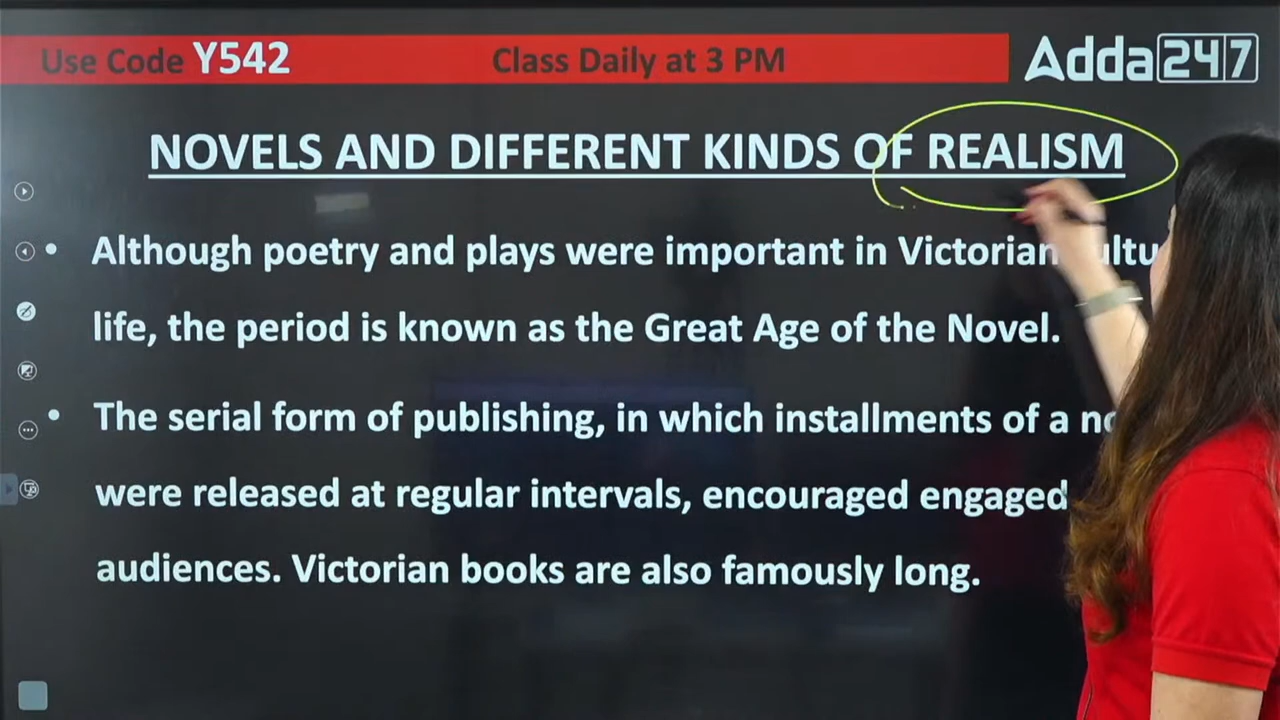 Use Code Y542 Class Daily at 3 PM Adda247
NOVELS AND DIFFERENT KINDS OF REALISM
• Although poetry and plays were important in Victorian
life, the period is known as the Great Age of the Novel.
• The serial form of publishing, in which installments of a
were released at regular intervals, encouraged engaged
audiences. Victorian books are also famously long.